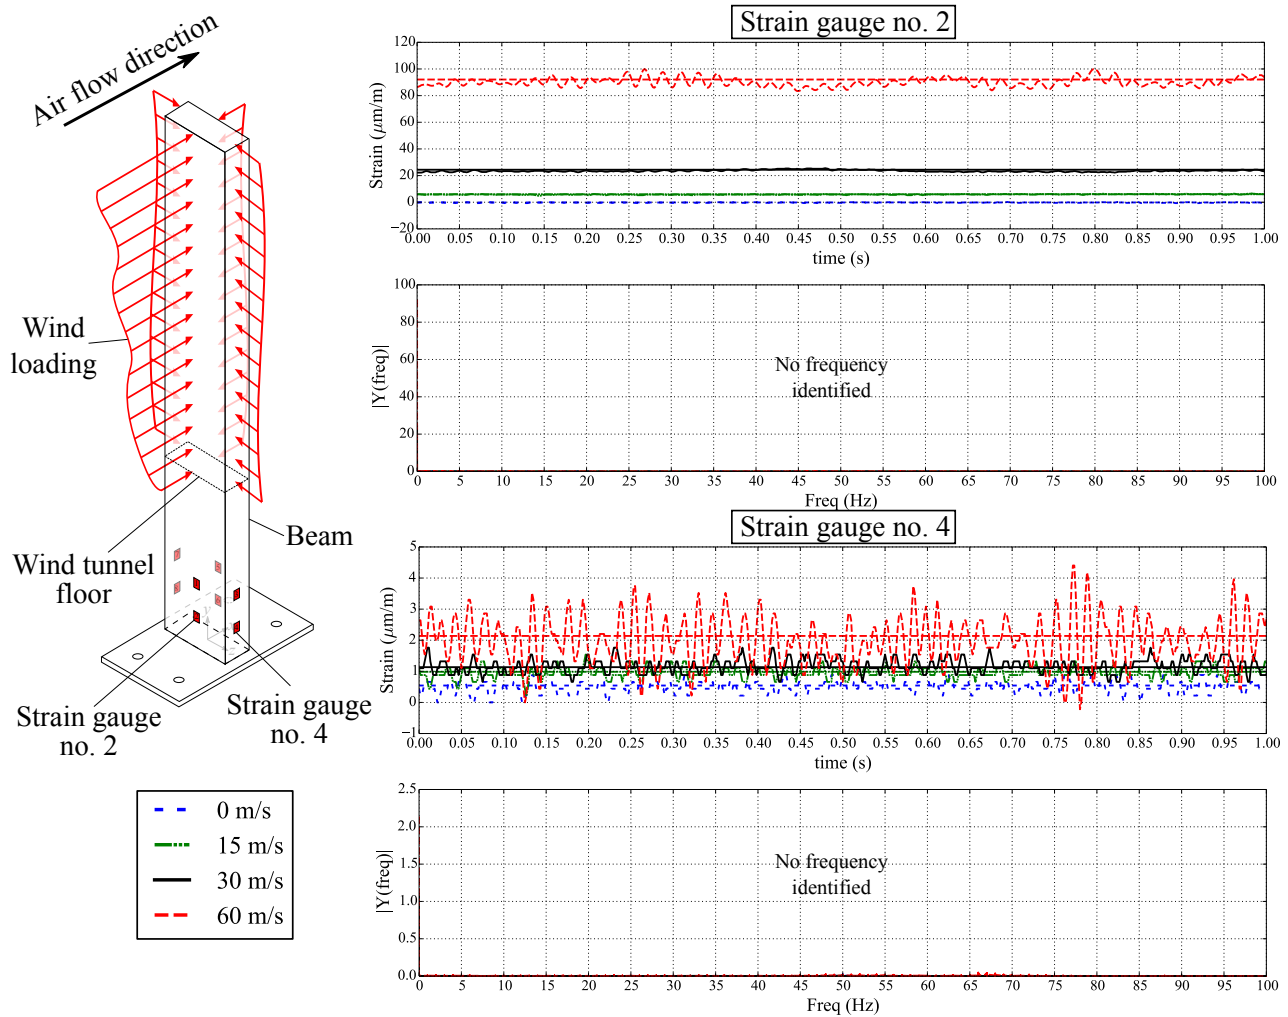 Air flow direction
Wind
loading
Beam
Wind tunnel
floor
Strain gauge
no. 2
Strain gauge
no. 4
0 m/s
15 m/s
30 m/s
60 m/s
Strain gauge no. 2
Strain (μm/m)
120
100
80
60
40
20
0
−20
0.00 0.05 0.10 0.15 0.20 0.25 0.30 0.35 0.40 0.45 0.50 0.55 0.60 0.65 0.70 0.75 0.80 0.85 0.90 0.95 1.00
time (s)
|Y(freq)|
100
80
60
40
20
0
No frequency
identified
0 5 10 15 20 25 30 35 40 45 50 55 60 65 70 75 80 85 90 95 100
Freq (Hz)
Strain gauge no. 4
Strain (μm/m)
5
4
3
2
1
0
−1
0.00 0.05 0.10 0.15 0.20 0.25 0.30 0.35 0.40 0.45 0.50 0.55 0.60 0.65 0.70 0.75 0.80 0.85 0.90 0.95 1.00
time (s)
|Y(freq)|
2.5
2.0
1.5
1.0
0.5
0.0
No frequency
identified
0 5 10 15 20 25 30 35 40 45 50 55 60 65 70 75 80 85 90 95 100
Freq (Hz)